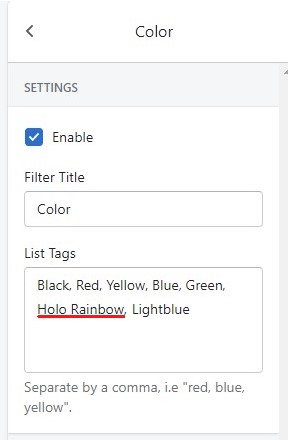 Color
SETTINGS
Enable
Filter Title
Color
List Tags
Black, Red, Yellow, Blue, Green,
Holo Rainbow, Lightblue
Separate by a comma, i.e "red, blue,
yellow".